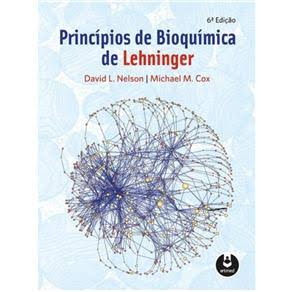 6ª Edição
Princípios de Bioquímica
de Lehninger
David L. Nelson | Michael M. Cox
artmed